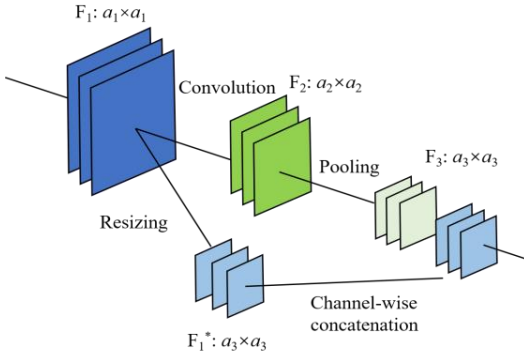 F₁: a₁×a₁
Convolution
F₂: a₂×a₂
Pooling
F₃: a₃×a₃
Resizing
F₁*: a₃×a₃
Channel-wise
concatenation